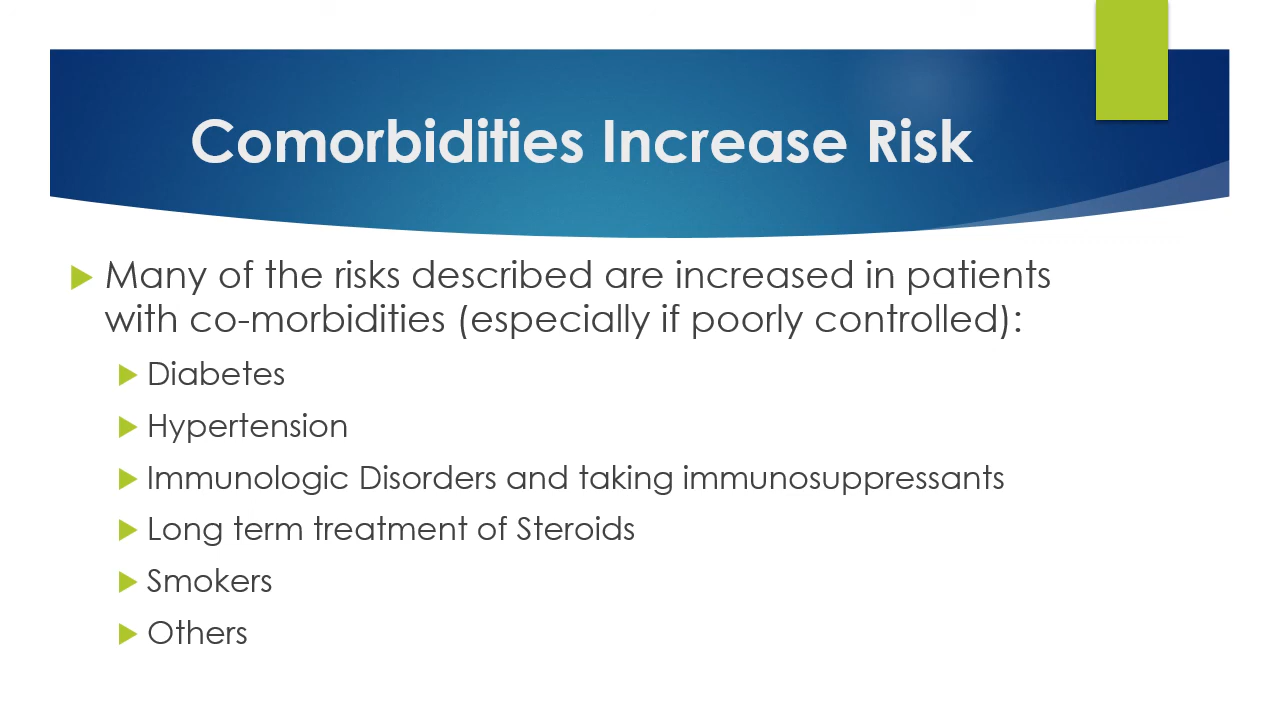 Comorbidities Increase Risk
Many of the risks described are increased in patients
with co-morbidities (especially if poorly controlled):
Diabetes
Hypertension
Immunologic Disorders and taking immunosuppressants
Long term treatment of Steroids
Smokers
Others